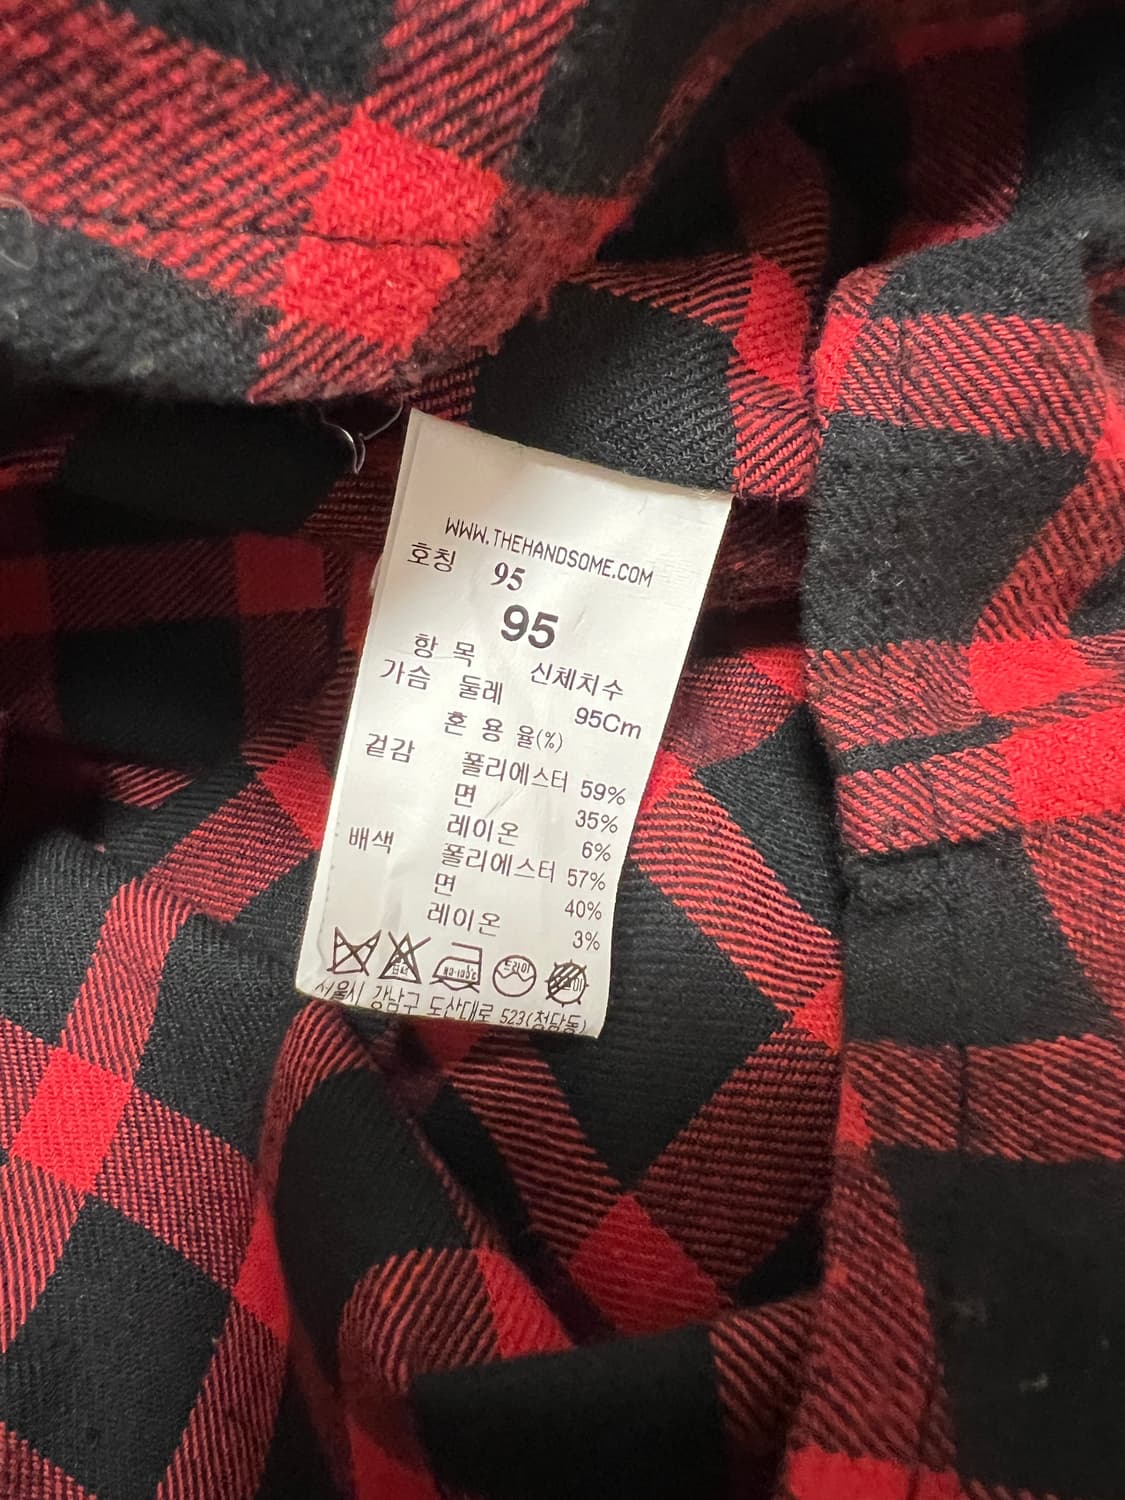 WWW.THEHANDSOME.COM
호칭 95
95
항 목 신체치수
가슴 둘레 95Cm
혼 용 율(%)
겉감 폴리에스터 59%
면 35%
레이온 6%
배색 폴리에스터 57%
면 40%
레이온 3%
드라이
서울시 강남구 도산대로 523(청담동)